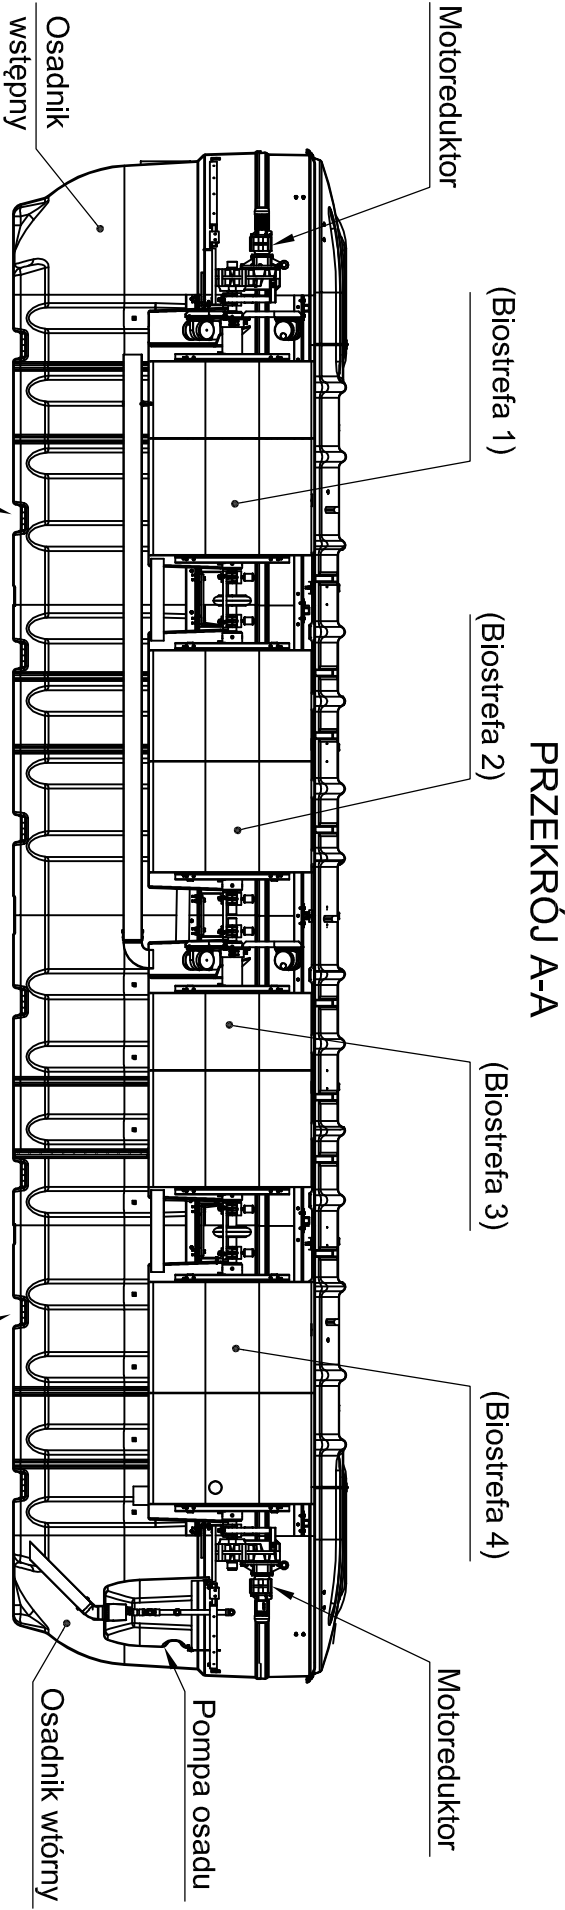 PRZEKRÓJ A-A
(Biostrefa 1)
(Biostrefa 2)
(Biostrefa 3)
(Biostrefa 4)
Motoreduktor
Motoreduktor
Osadnik
wstępny
Pompa osadu
Osadnik wtórny